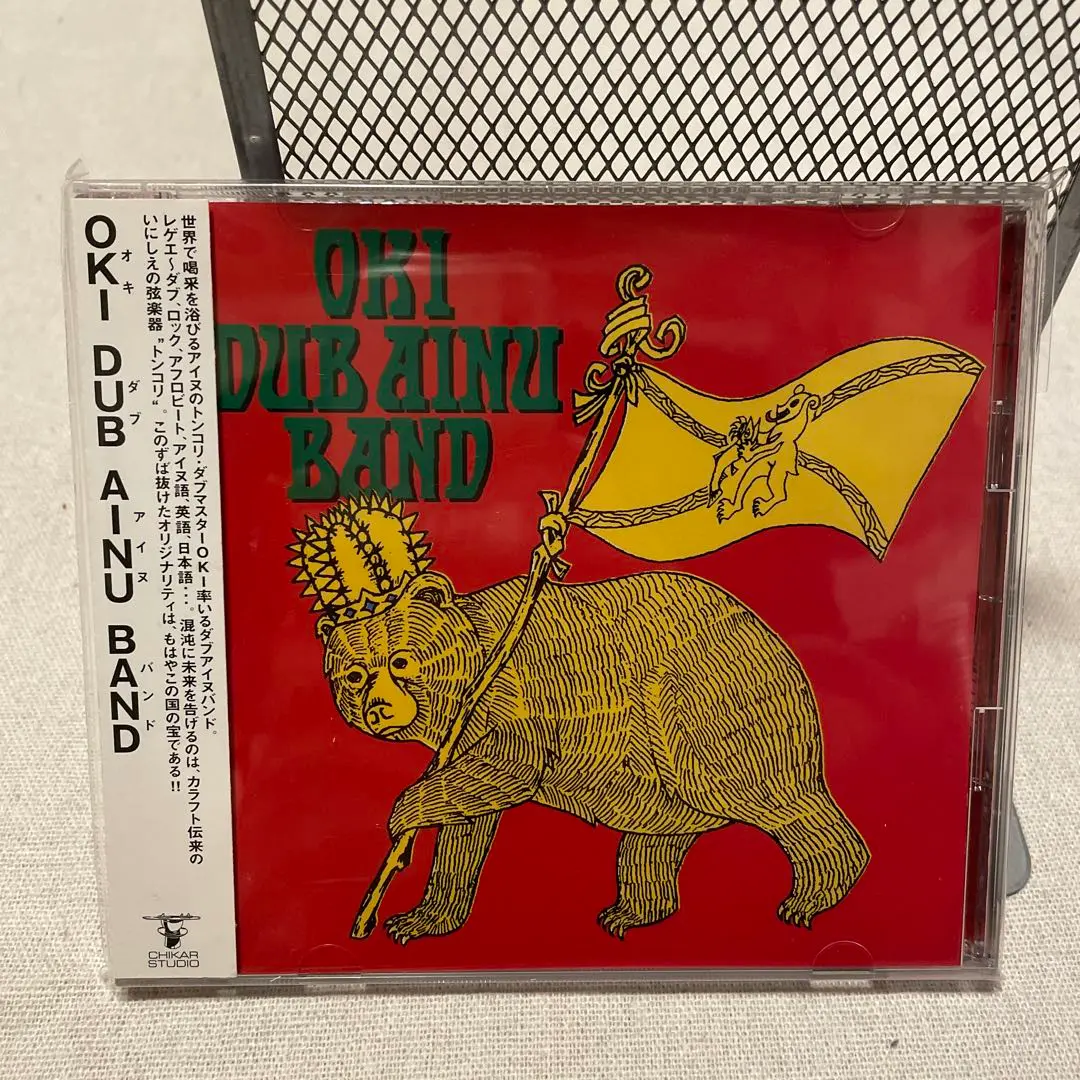 OKI DUB AINU BAND
オキ ダブ アイヌ バンド
世界で喝采を浴びるアイヌのトンコリ・ダブマスターOKI率いるダブアイヌバンド。
レゲエ〜ダブ、ロック、アフロビート、アイヌ語、英語、日本語・・・。混沌に未来を告げるのは、カラフト伝来の
いにしえの弦楽器〝トンコリ〟。このずば抜けたオリジナリティは、もはやこの国の宝である!!
CHIKAR
STUDIO
OKI
DUB AINU
BAND